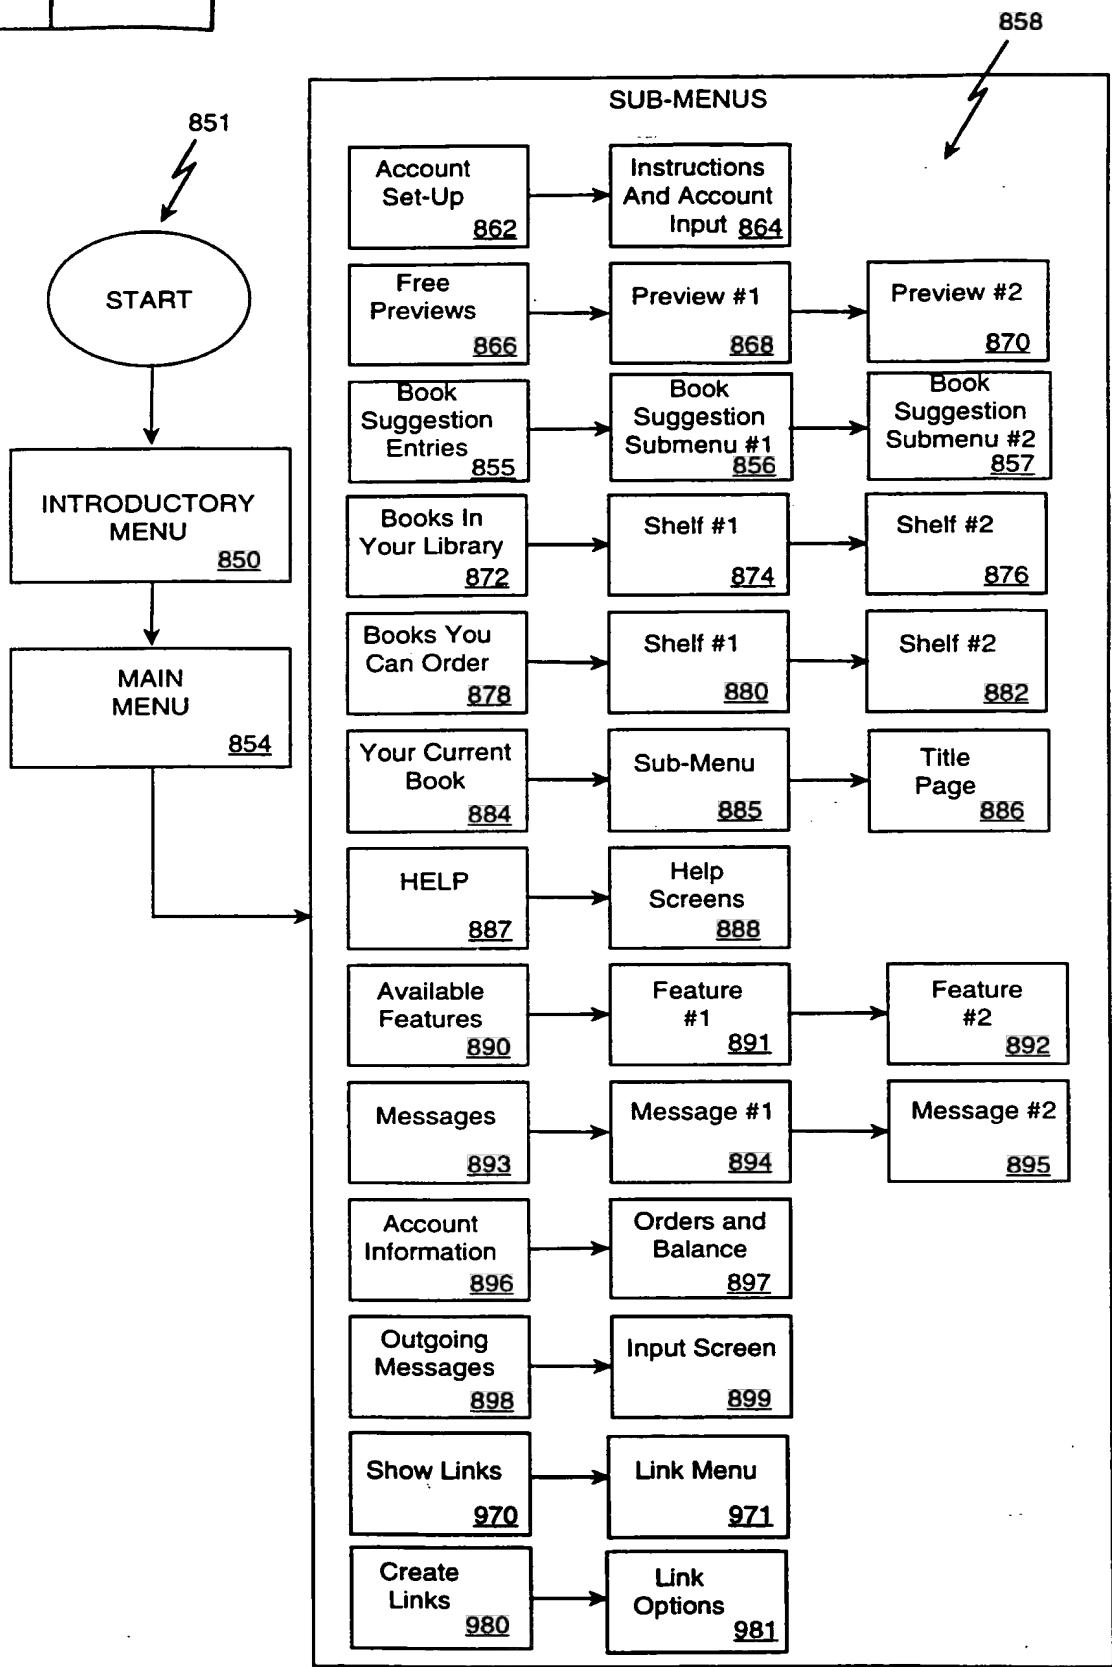 858
SUB-MENUS
851
START
INTRODUCTORY
MENU
850
MAIN
MENU
854
Account
Set-Up
862
Instructions
And Account
Input 864
Free
Previews
866
Preview #1
868
Preview #2
870
Book
Suggestion
Entries
855
Book
Suggestion
Submenu #1
856
Book
Suggestion
Submenu #2
857
Books In
Your Library
872
Shelf #1
874
Shelf #2
876
Books You
Can Order
878
Shelf #1
880
Shelf #2
882
Your Current
Book
884
Sub-Menu
885
Title
Page
886
HELP
887
Help
Screens
888
Available
Features
890
Feature
#1
891
Feature
#2
892
Messages
893
Message #1
894
Message #2
895
Account
Information
896
Orders and
Balance
897
Outgoing
Messages
898
Input Screen
899
Show Links
970
Link Menu
971
Create
Links
980
Link
Options
981